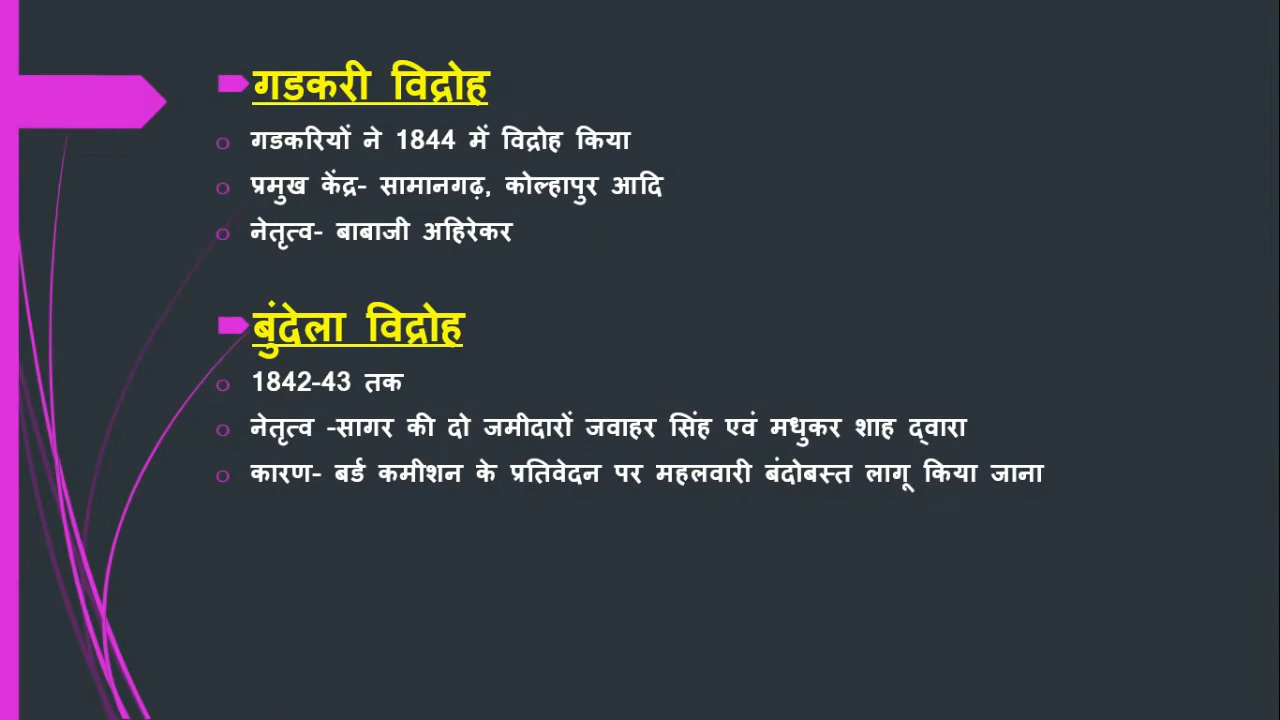 गडकरी विद्रोह
गडकरियों ने 1844 में विद्रोह किया
प्रमुख केंद्र- सामानगढ़, कोल्हापुर आदि
नेतृत्व- बाबाजी अहिरेकर
बुंदेला विद्रोह
1842-43 तक
नेतृत्व -सागर की दो जमीदारों जवाहर सिंह एवं मधुकर शाह द्वारा
कारण- बर्ड कमीशन के प्रतिवेदन पर महलवारी बंदोबस्त लागू किया जाना